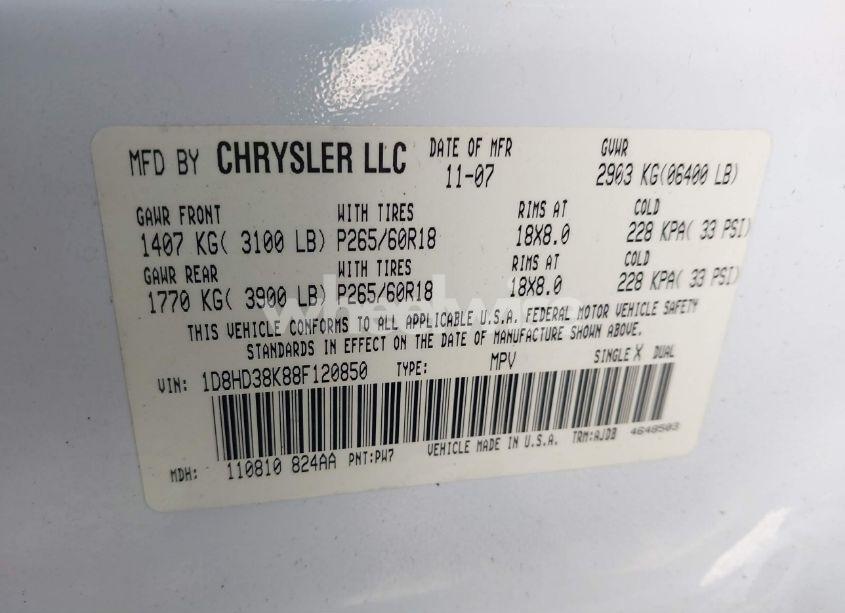 MFD BY CHRYSLER LLC DATE OF MFR 11-07 GVWR 2903 KG(06400 LB)
GAWR FRONT WITH TIRES RIMS AT COLD
1407 KG( 3100 LB) P265/60R18 18X8.0 228 KPA( 33 PSI)
GAWR REAR WITH TIRES RIMS AT COLD
1770 KG( 3900 LB) P265/60R18 18X8.0 228 KPA( 33 PSI)
THIS VEHICLE CONFORMS TO ALL APPLICABLE U.S.A. FEDERAL MOTOR VEHICLE SAFETY
STANDARDS IN EFFECT ON THE DATE OF MANUFACTURE SHOWN ABOVE.
VIN: 1D8HD38K88F120850 TYPE: MPV SINGLE X DUAL
MDH: 110810 824AA PNT:PW7 VEHICLE MADE IN U.S.A. TRM:AJDB 4648503